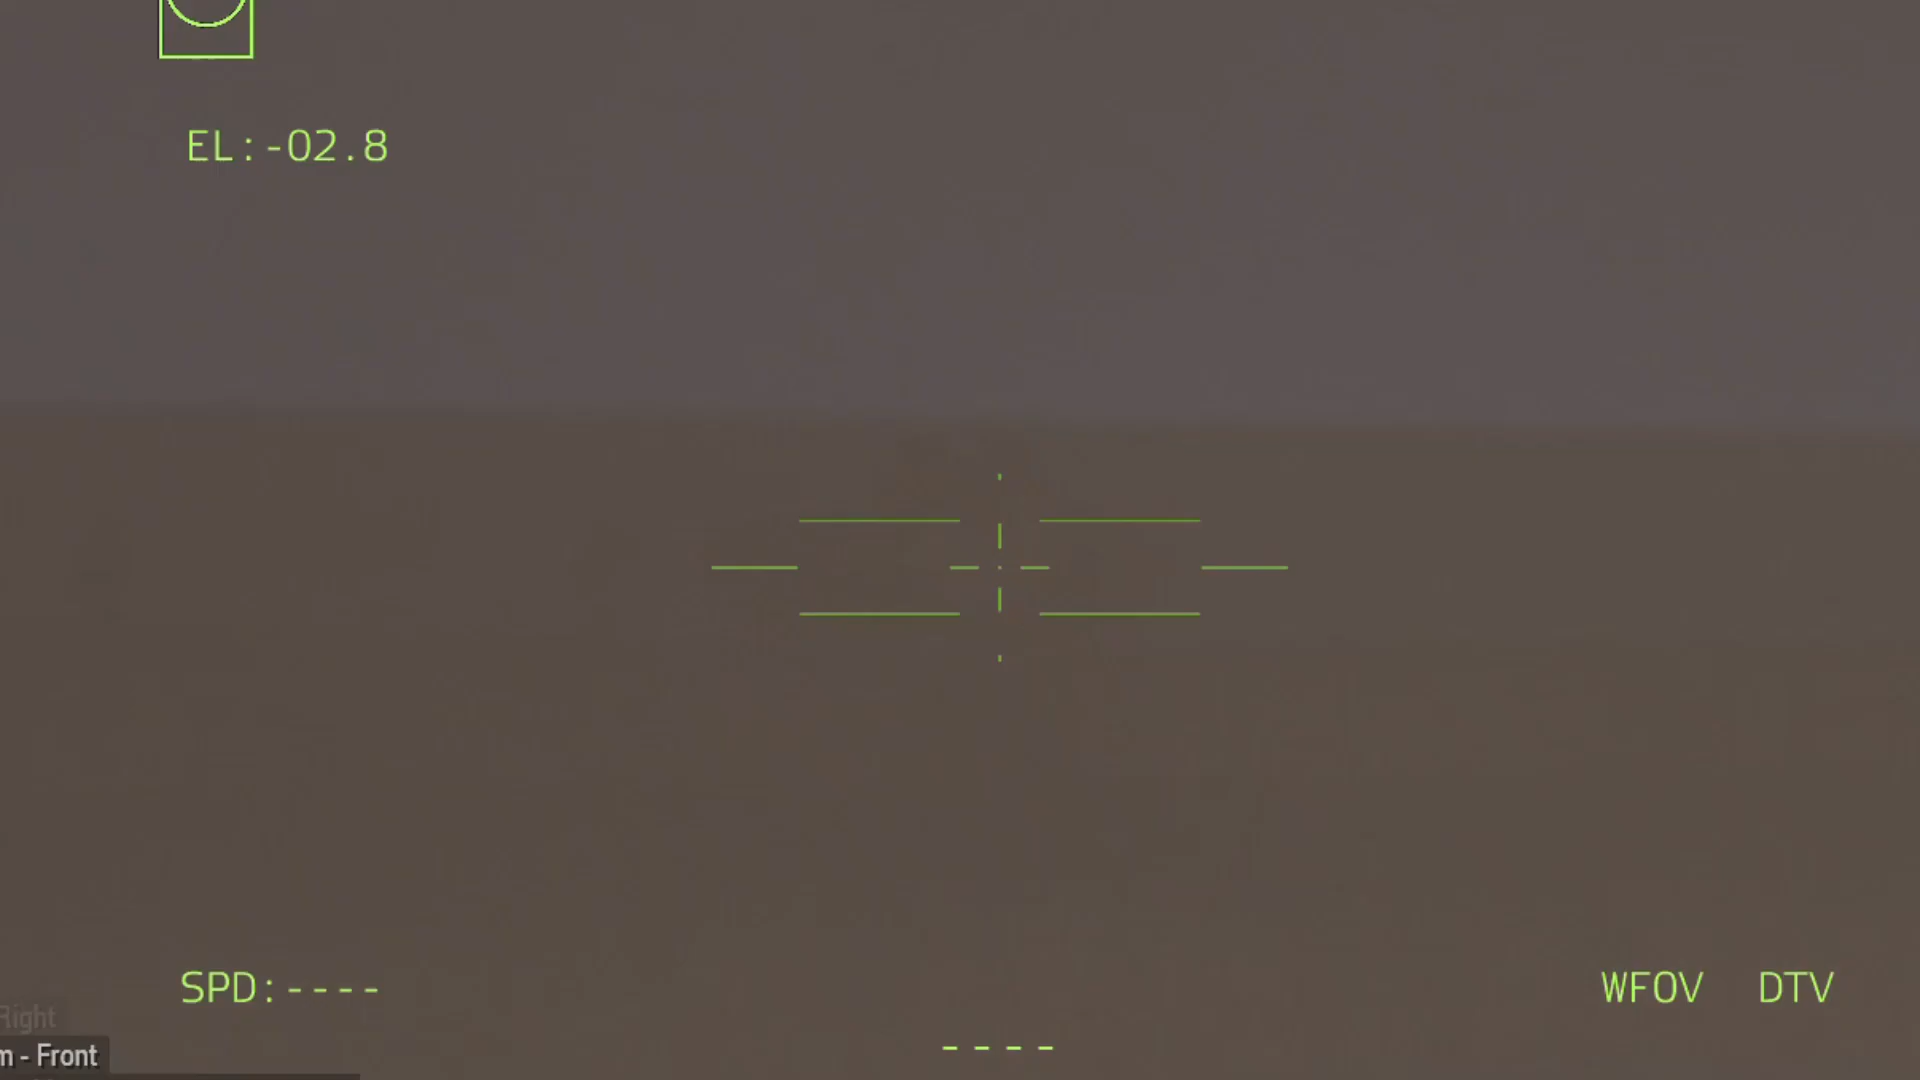 EL:-02.8
SPD:----
WFOV DTV
Right
m - Front
----